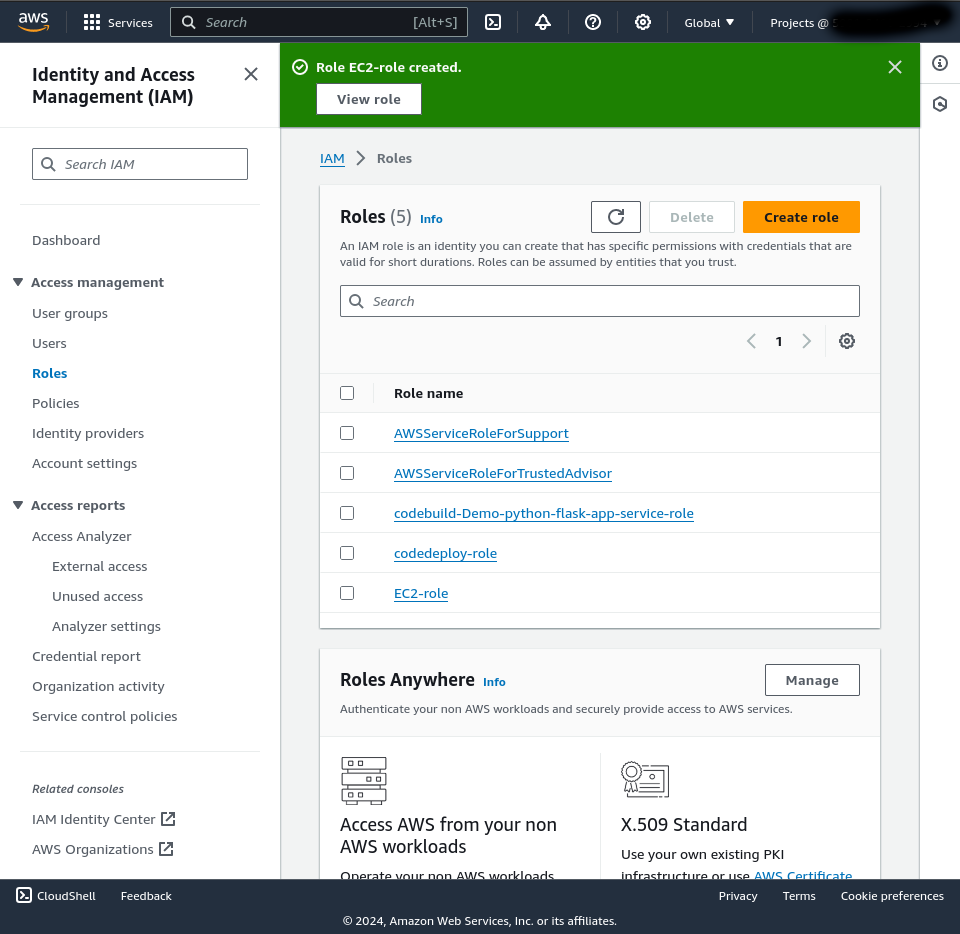 aws
Services
Search [Alt+S]
Global
Projects @
Identity and Access
Management (IAM)
Search IAM
Dashboard
Access management
User groups
Users
Roles
Policies
Identity providers
Account settings
Access reports
Access Analyzer
External access
Unused access
Analyzer settings
Credential report
Organization activity
Service control policies
Related consoles
IAM Identity Center
AWS Organizations
Role EC2-role created.
View role
IAM > Roles
Roles (5) Info
Delete
Create role
An IAM role is an identity you can create that has specific permissions with credentials that are
valid for short durations. Roles can be assumed by entities that you trust.
Search
1
Role name
AWSServiceRoleForSupport
AWSServiceRoleForTrustedAdvisor
codebuild-Demo-python-flask-app-service-role
codedeploy-role
EC2-role
Roles Anywhere Info
Manage
Authenticate your non AWS workloads and securely provide access to AWS services.
Access AWS from your non
AWS workloads
Operate your non AWS workloads
X.509 Standard
Use your own existing PKI
infrastructure or use AWS Certificate
CloudShell
Feedback
Privacy
Terms
Cookie preferences
© 2024, Amazon Web Services, Inc. or its affiliates.